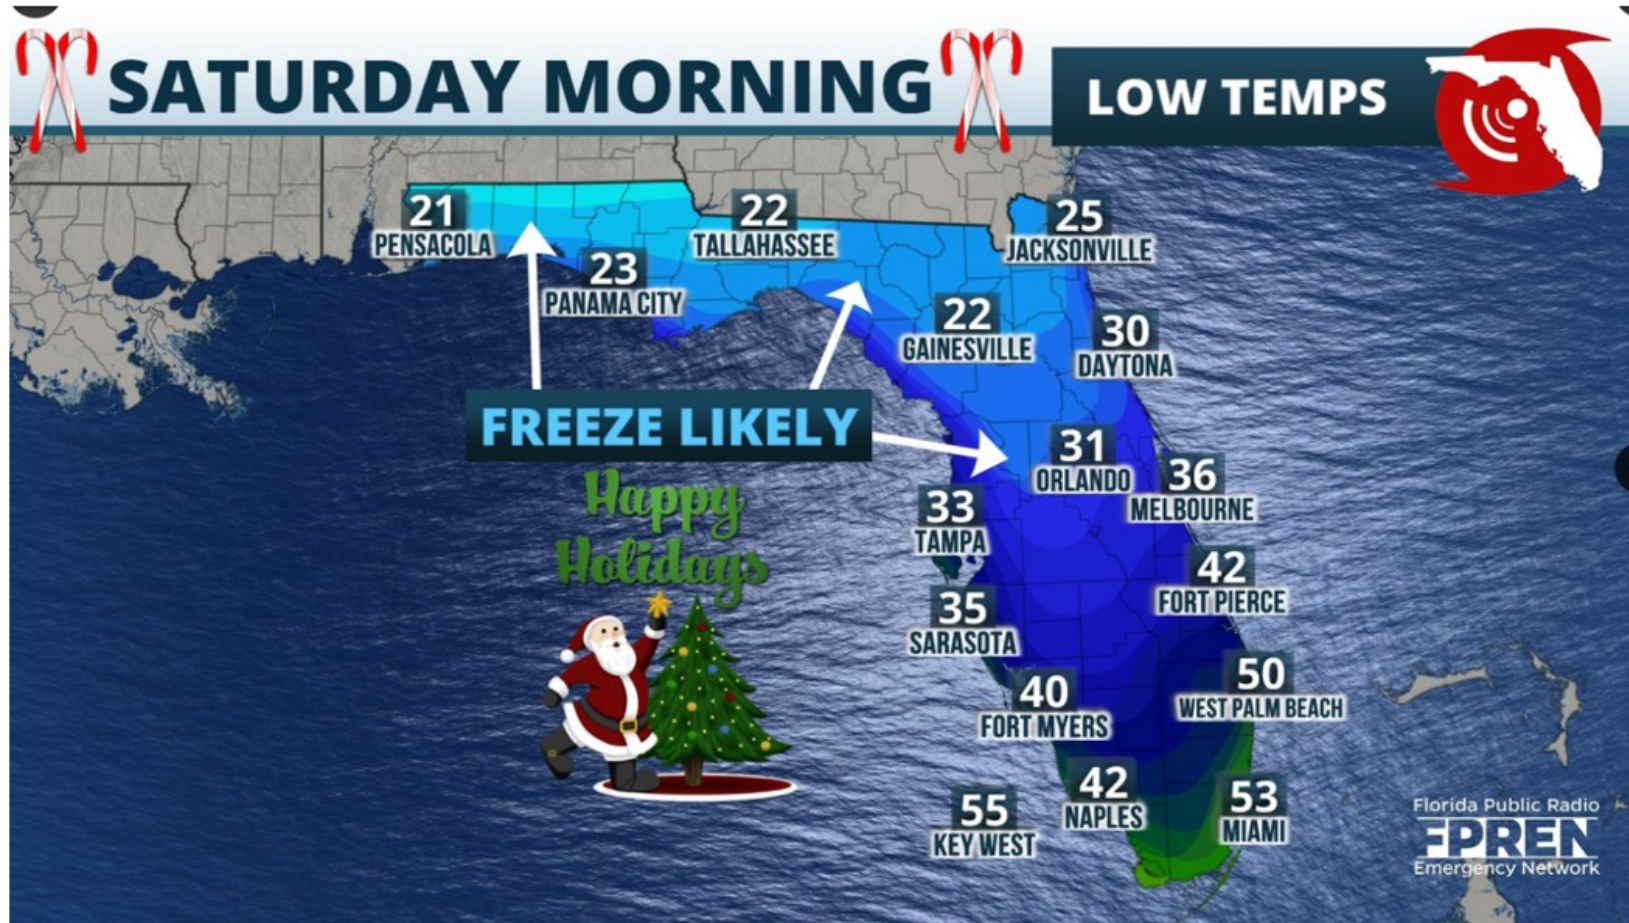 SATURDAY MORNING
LOW TEMPS
21
PENSACOLA
22
TALLAHASSEE
25
JACKSONVILLE
23
PANAMA CITY
22
GAINESVILLE
30
DAYTONA
FREEZE LIKELY
31
ORLANDO
36
MELBOURNE
33
TAMPA
Happy
Holidays
42
FORT PIERCE
35
SARASOTA
50
WEST PALM BEACH
40
FORT MYERS
42
NAPLES
53
MIAMI
55
KEY WEST
Florida Public Radio
FPREN
Emergency Network